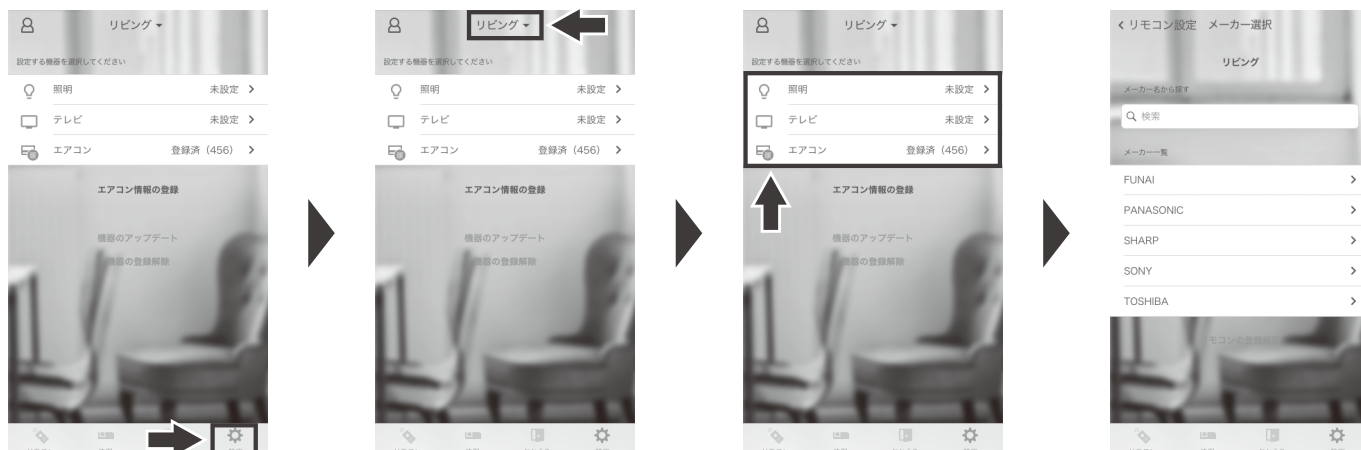 リビング
設定する機器を選択してください
照明 未設定
テレビ 未設定
エアコン 登録済（456）
エアコン情報の登録
機器のアップデート
機器の登録解除
リビング
設定する機器を選択してください
照明 未設定
テレビ 未設定
エアコン 登録済（456）
エアコン情報の登録
機器のアップデート
機器の登録解除
リビング
設定する機器を選択してください
照明 未設定
テレビ 未設定
エアコン 登録済（456）
エアコン情報の登録
機器のアップデート
機器の登録解除
リモコン設定 メーカー選択
リビング
メーカー名から探す
検索
メーカー一覧
FUNAI
PANASONIC
SHARP
SONY
TOSHIBA